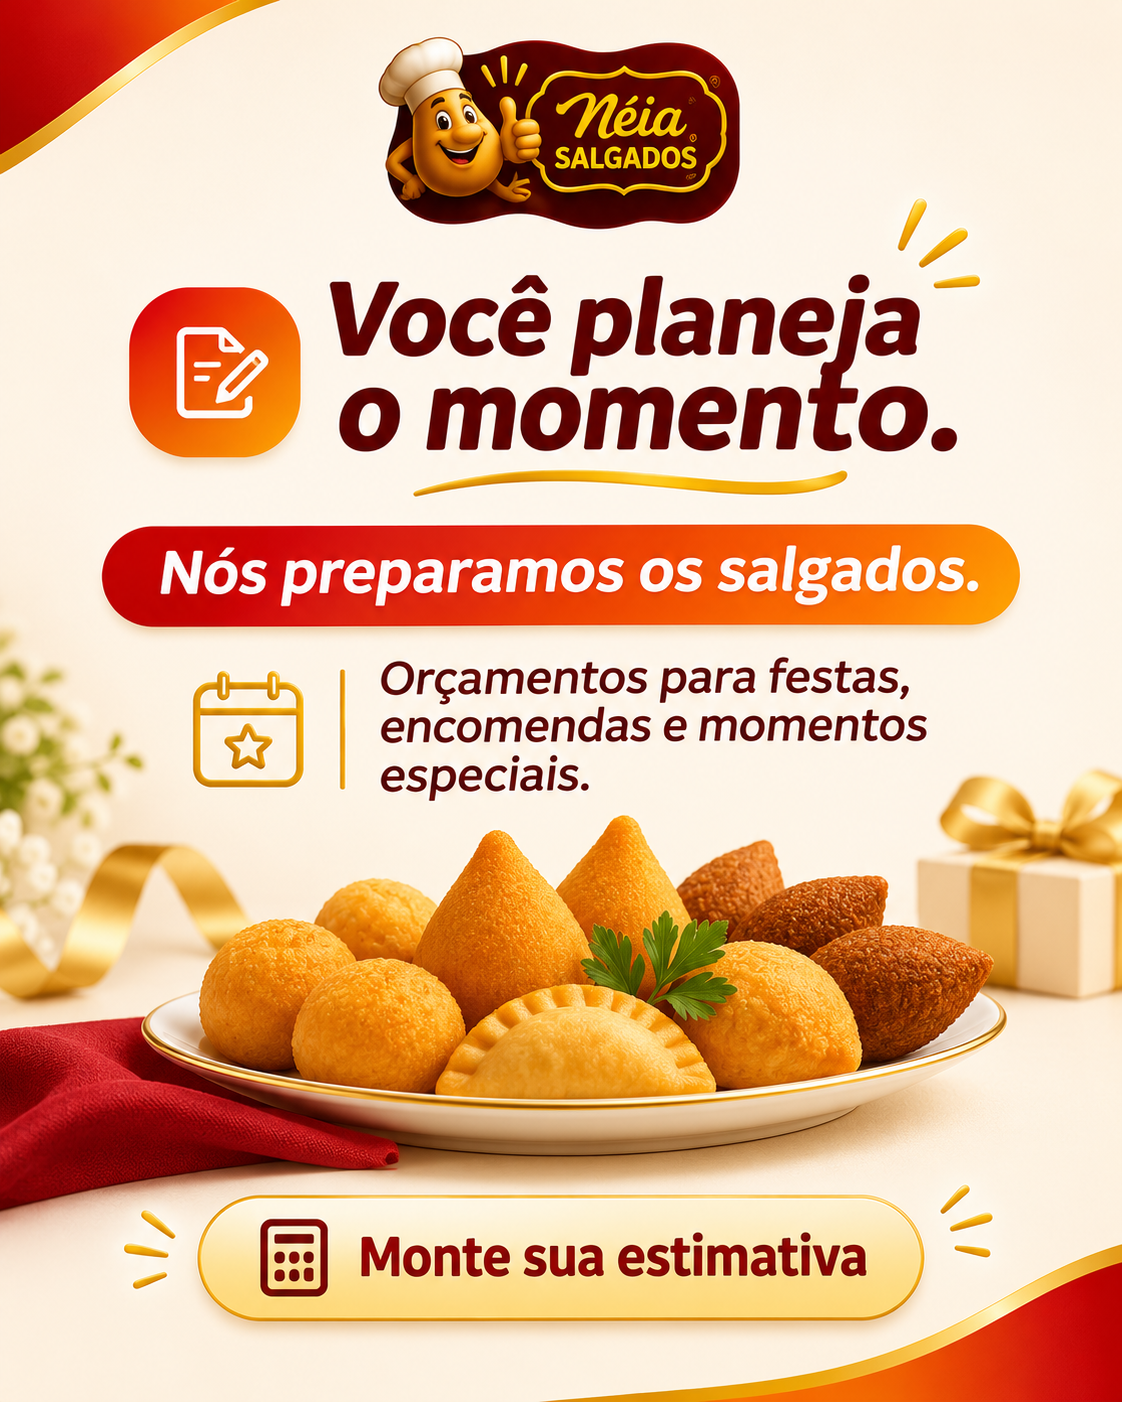 Néia
SALGADOS
Você planeja
o momento.
Nós preparamos os salgados.
Orçamentos para festas,
encomendas e momentos
especiais.
Monte sua estimativa